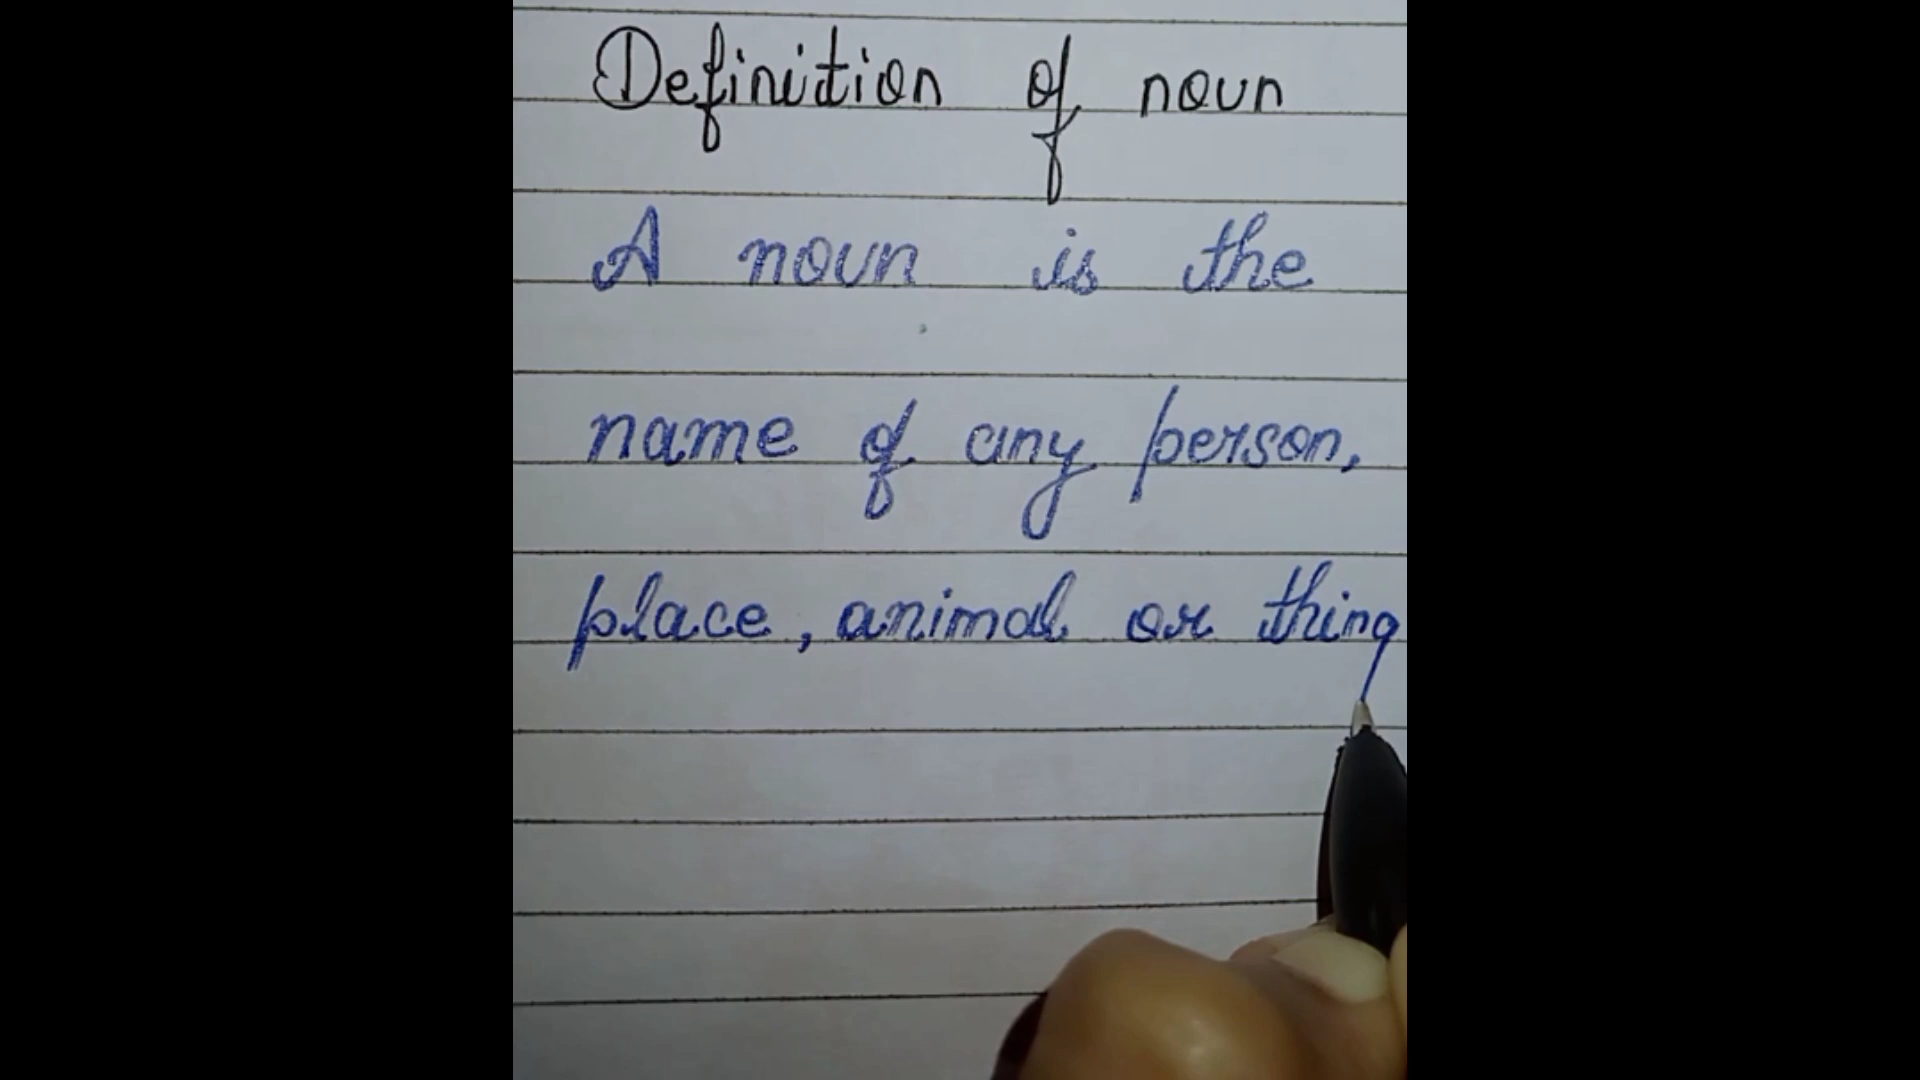 Definition of noun
A noun is the
name of any person,
place, animal or thing